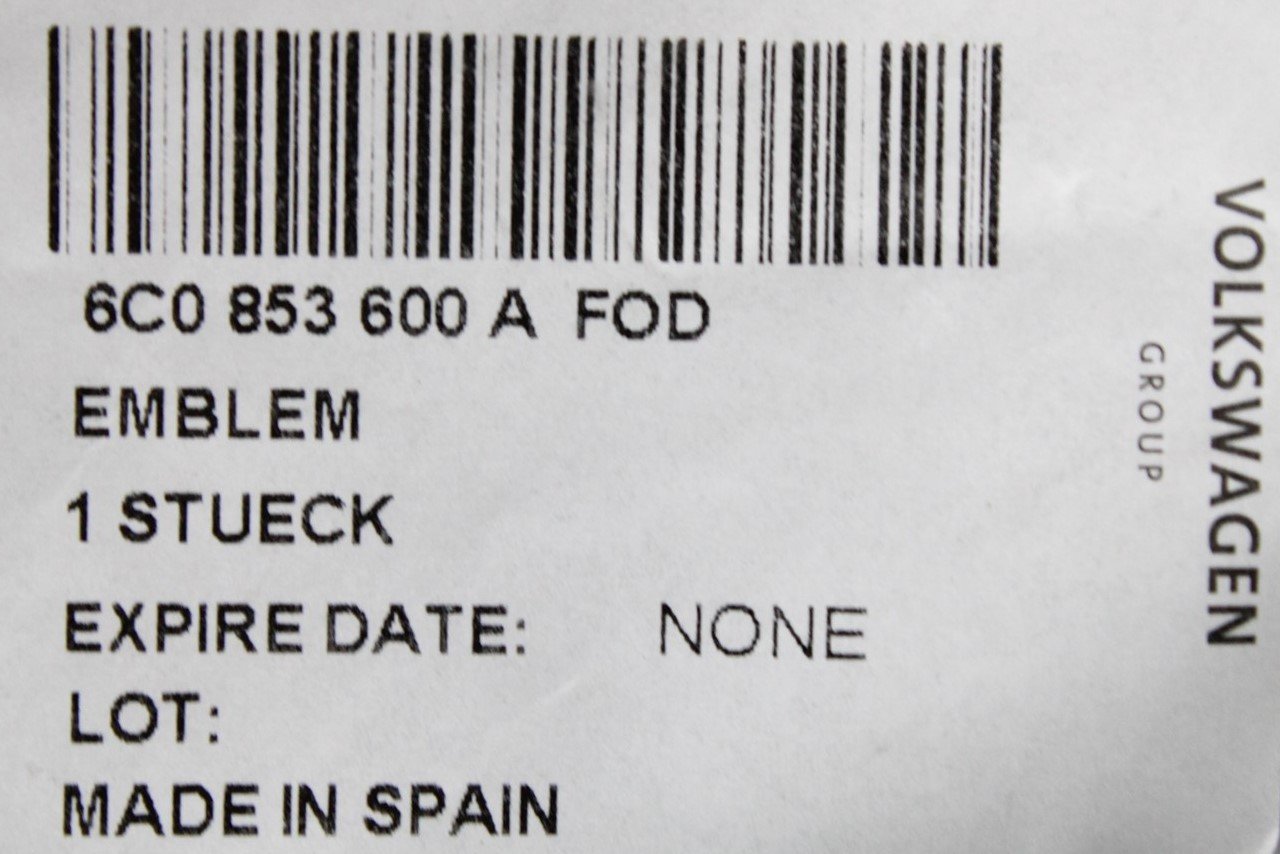 6C0 853 600 A FOD
EMBLEM
1 STUECK
EXPIRE DATE: NONE
LOT:
MADE IN SPAIN
VOLKSWAGEN
GROUP